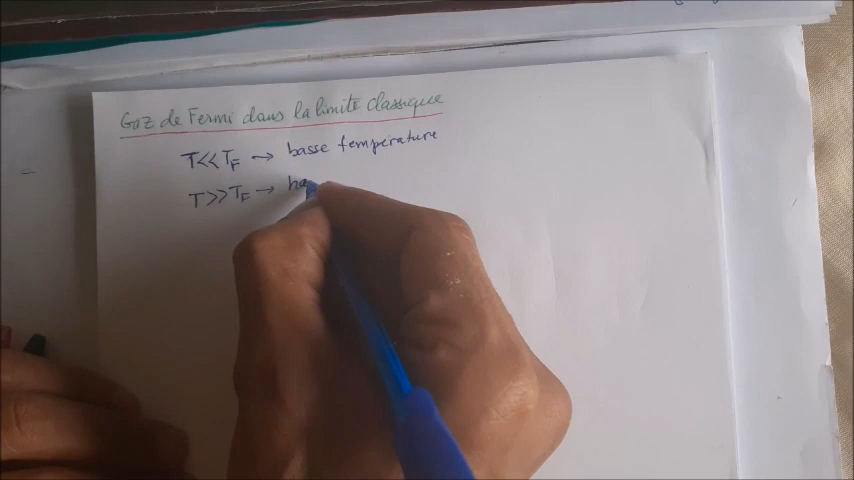 Gaz de Fermi dans la limite classique
T<<T_F → basse température
T>>T_F → ha